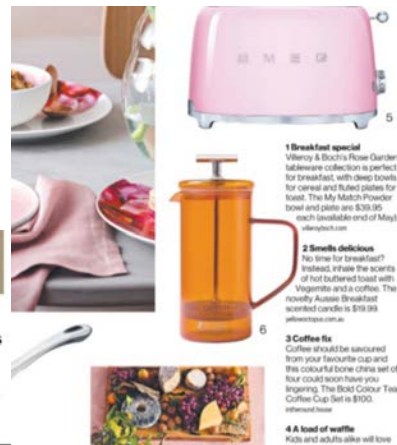 SMEG
5
1 Breakfast special
Villeroy & Boch's Rose Garden
tableware collection is perfect
for breakfast, with deep bowls
for cereal and fluted plates for
toast. The My Match Powder
bowl and plate are $39.95
each (available end of May).
villeroyboch.com
2 Smells delicious
No time for breakfast?
Instead, inhale the scents
of hot buttered toast with
Vegemite and a coffee. The
novelty Aussie Breakfast
scented candle is $19.99.
yellowoctopus.com.au
6
3 Coffee fix
Coffee should be savoured
from your favourite cup and
this colourful bone china set of
four could soon have you
lingering. The Bold Colour Tea
Coffee Cup Set is $100.
intheround.house
4 A load of waffle
Kids and adults alike will love